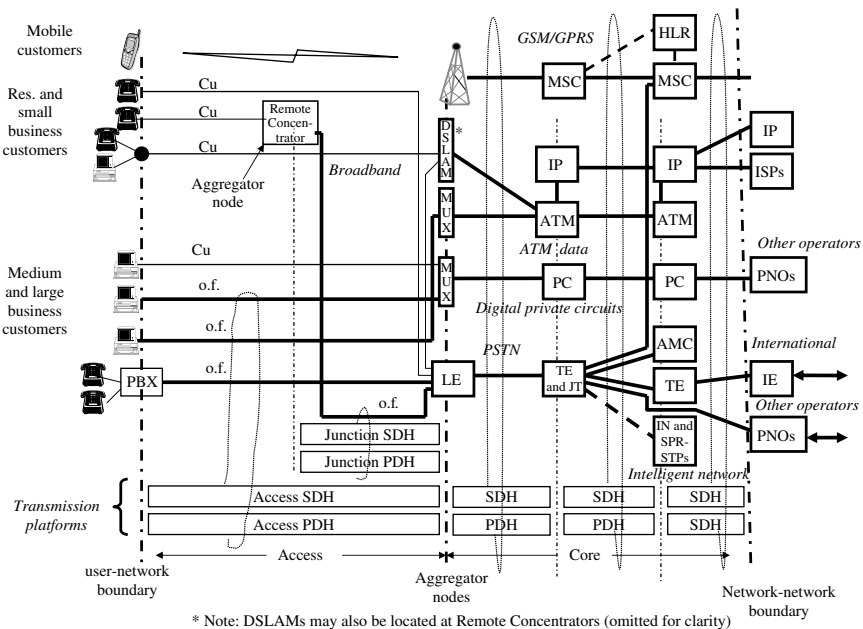 Mobile
customers
GSM/GPRS
HLR
MSC
MSC
Res. and
small
business
customers
Cu
Cu
Cu
Remote
Concen-
trator
Aggregator
node
Broadband
DSLAM
*
IP
IP
IP
ISPs
MUX
ATM
ATM
ATM data
Medium
and large
business
customers
Cu
o.f.
o.f.
o.f.
MUX
PC
PC
Digital private circuits
Other operators
PNOs
PBX
LE
PSTN
TE
and JT
AMC
TE
International
IE
Other operators
PNOs
IN and
SPR-
STPs
Intelligent network
o.f.
Junction SDH
Junction PDH
Transmission
platforms
Access SDH
SDH
SDH
SDH
Access PDH
PDH
PDH
SDH
Access
Core
user-network
boundary
Aggregator
nodes
Network-network
boundary
* Note: DSLAMs may also be located at Remote Concentrators (omitted for clarity)